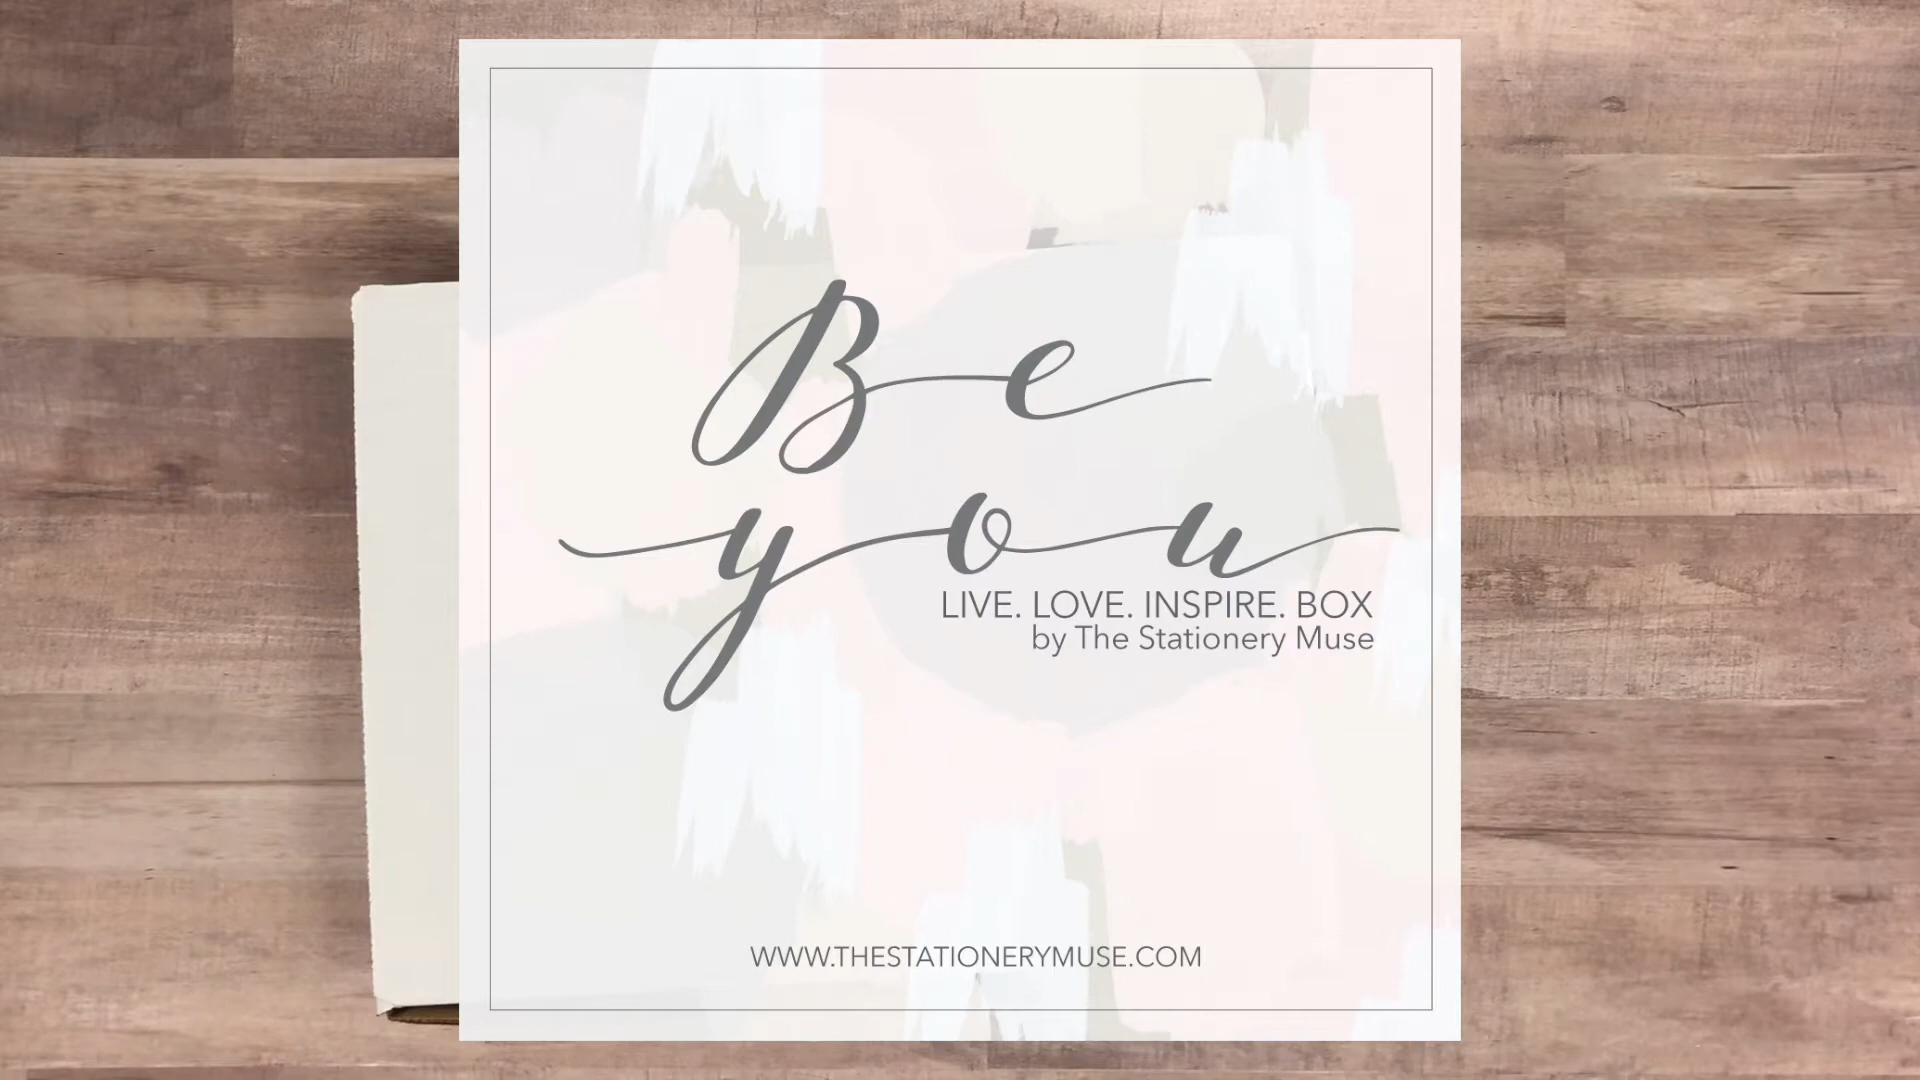 Be
you
LIVE. LOVE. INSPIRE. BOX
by The Stationery Muse
WWW.THESTATIONERYMUSE.COM